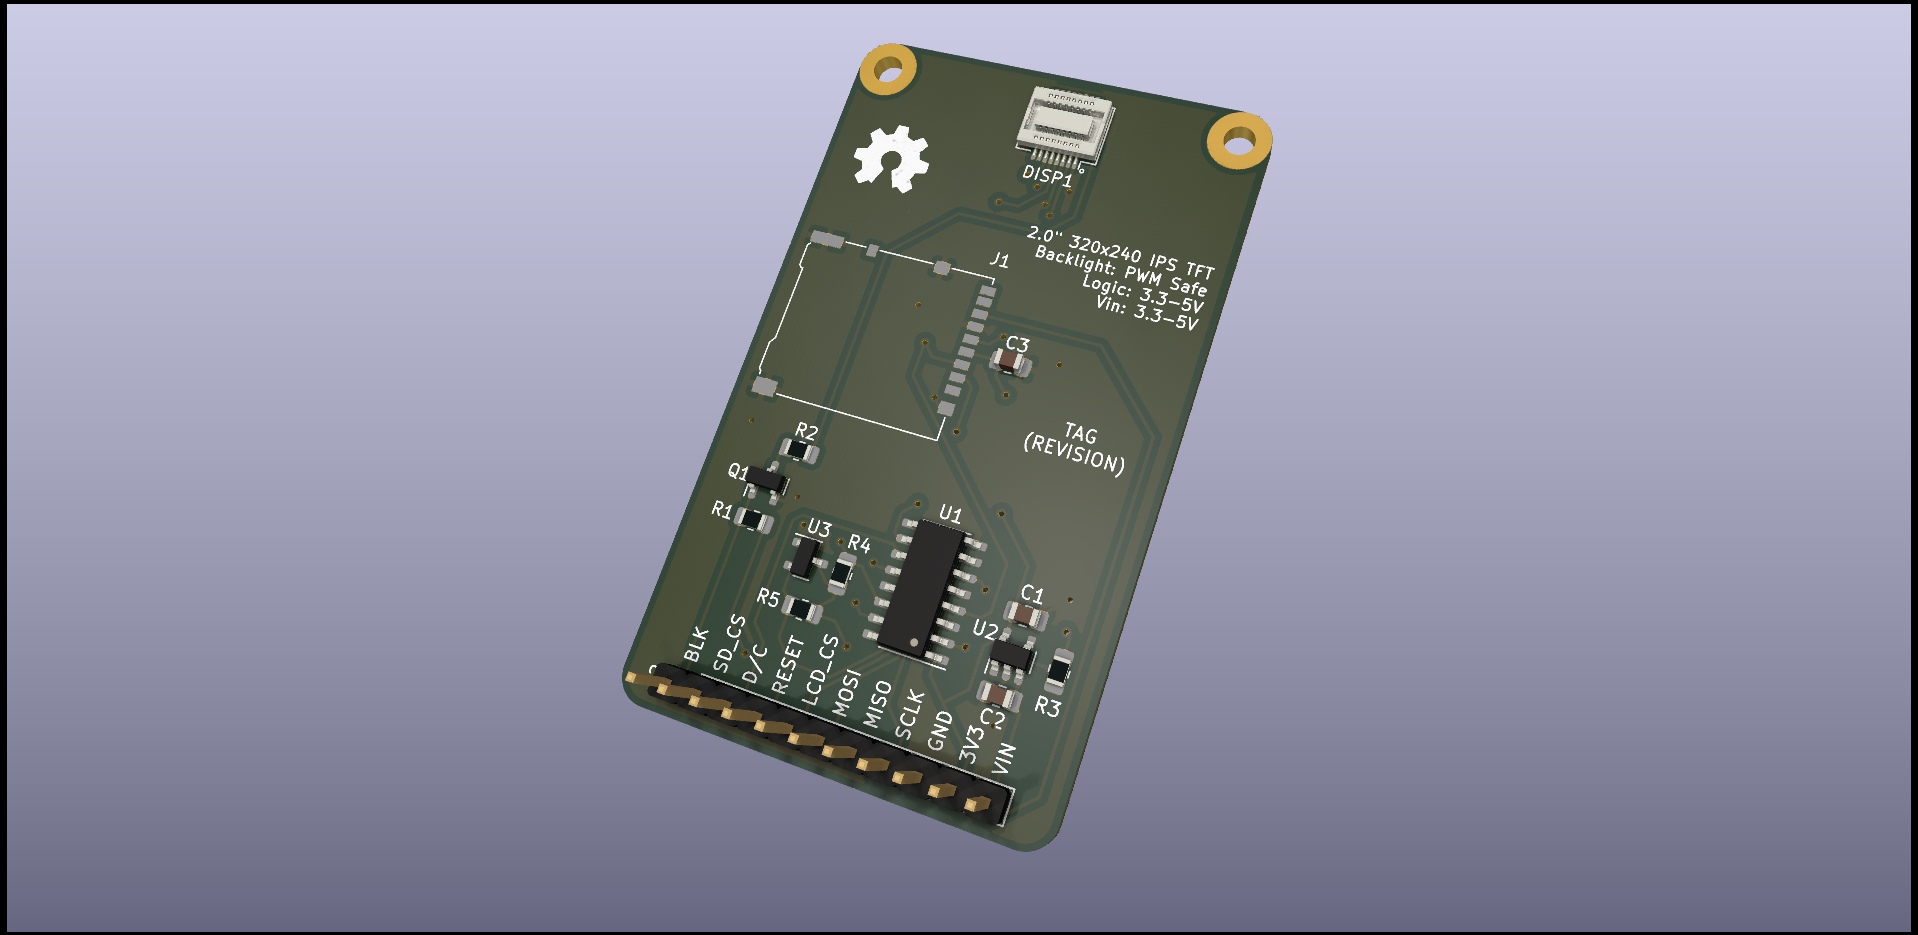 DISP1
2.0" 320x240 IPS TFT
Backlight: PWM Safe
Logic: 3.3-5V
Vin: 3.3-5V
J1
C3
TAG
(REVISION)
R2
Q1
R1
U3
R4
U1
R5
C1
U2
R3
C2
BLK
SD_CS
D/C
RESET
LCD_CS
MOSI
MISO
SCLK
GND
3V3
VIN